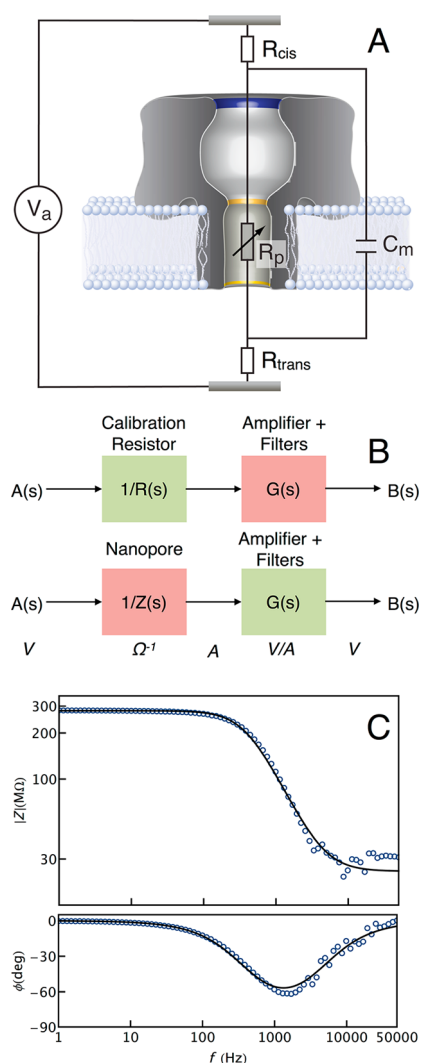 A
R_cis
V_a
R_p
C_m
R_trans
B
Calibration
Resistor
Amplifier +
Filters
A(s)
1/R(s)
G(s)
B(s)
Nanopore
Amplifier +
Filters
A(s)
1/Z(s)
G(s)
B(s)
V
Ω⁻¹
A
V/A
V
C
300
200
100
30
|Z|(MΩ)
0
−30
−60
−90
ϕ(deg)
1
10
100
1000
10000
50000
f (Hz)